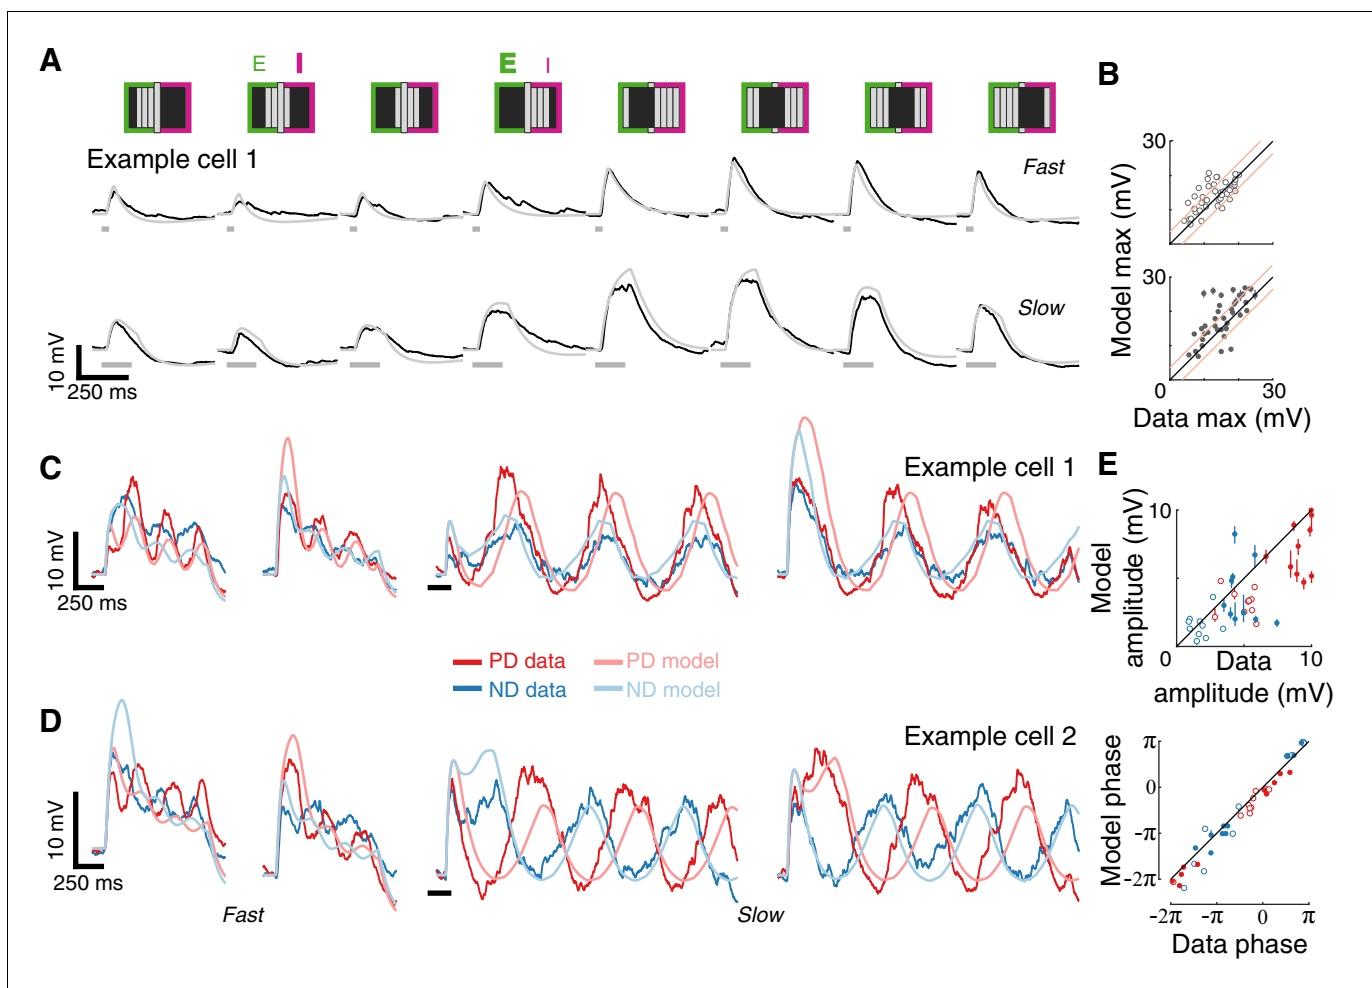 A
E I
E I
B
Example cell 1
Fast
Slow
10 mV
250 ms
30
Model max (mV)
30
0
30
Data max (mV)
C
Example cell 1
10 mV
250 ms
E
10
Model
amplitude (mV)
0
Data
10
amplitude (mV)
PD data
PD model
ND data
ND model
D
Example cell 2
10 mV
250 ms
Fast
Slow
π
0
-π
-2π
Model phase
-2π
-π
0
π
Data phase